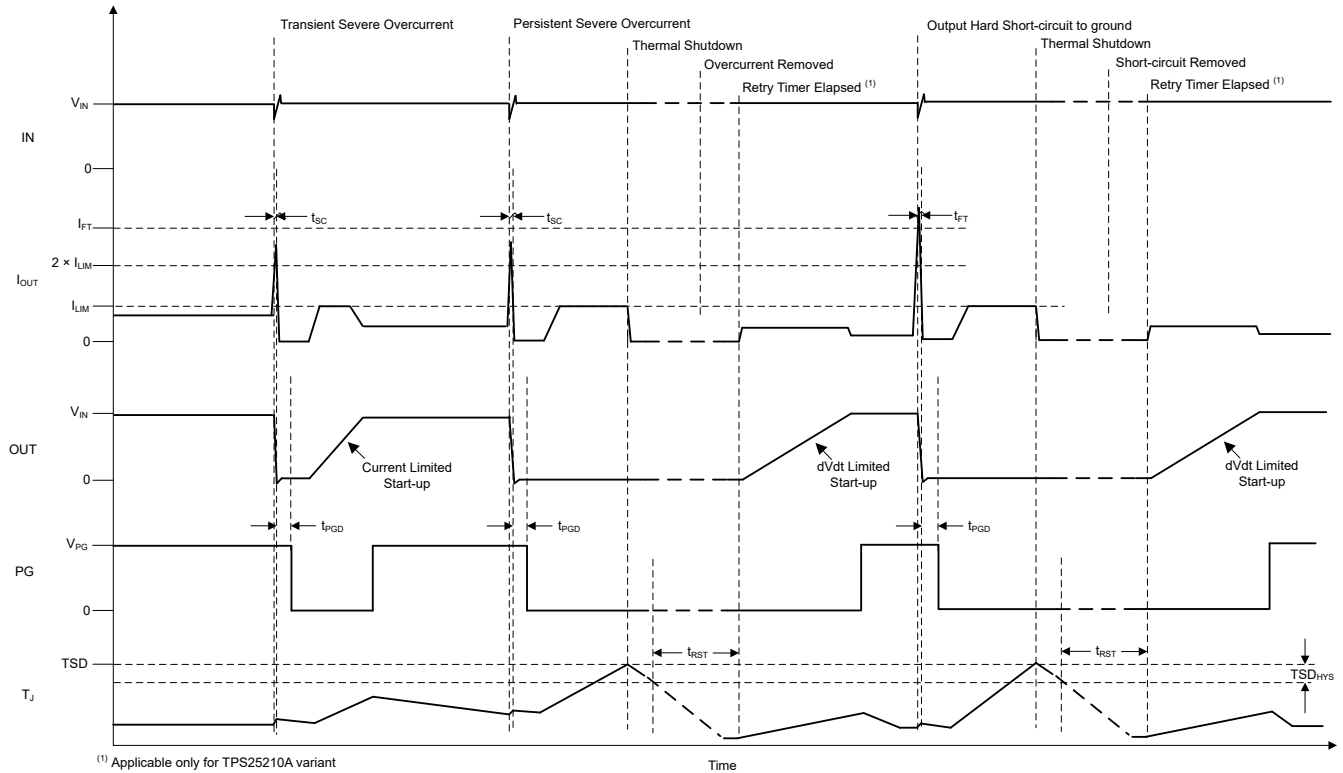 Transient Severe Overcurrent
Persistent Severe Overcurrent
Output Hard Short-circuit to ground
Thermal Shutdown
Thermal Shutdown
Overcurrent Removed
Short-circuit Removed
Retry Timer Elapsed (1)
Retry Timer Elapsed (1)
VIN
IN
0
tSC
tSC
tFT
IFT
2 × ILIM
IOUT
ILIM
0
VIN
OUT
0
Current Limited
Start-up
dVdt Limited
Start-up
dVdt Limited
Start-up
tPGD
tPGD
tPGD
VPG
PG
0
tRST
tRST
TSD
TSDHYS
TJ
(1) Applicable only for TPS25210A variant
Time